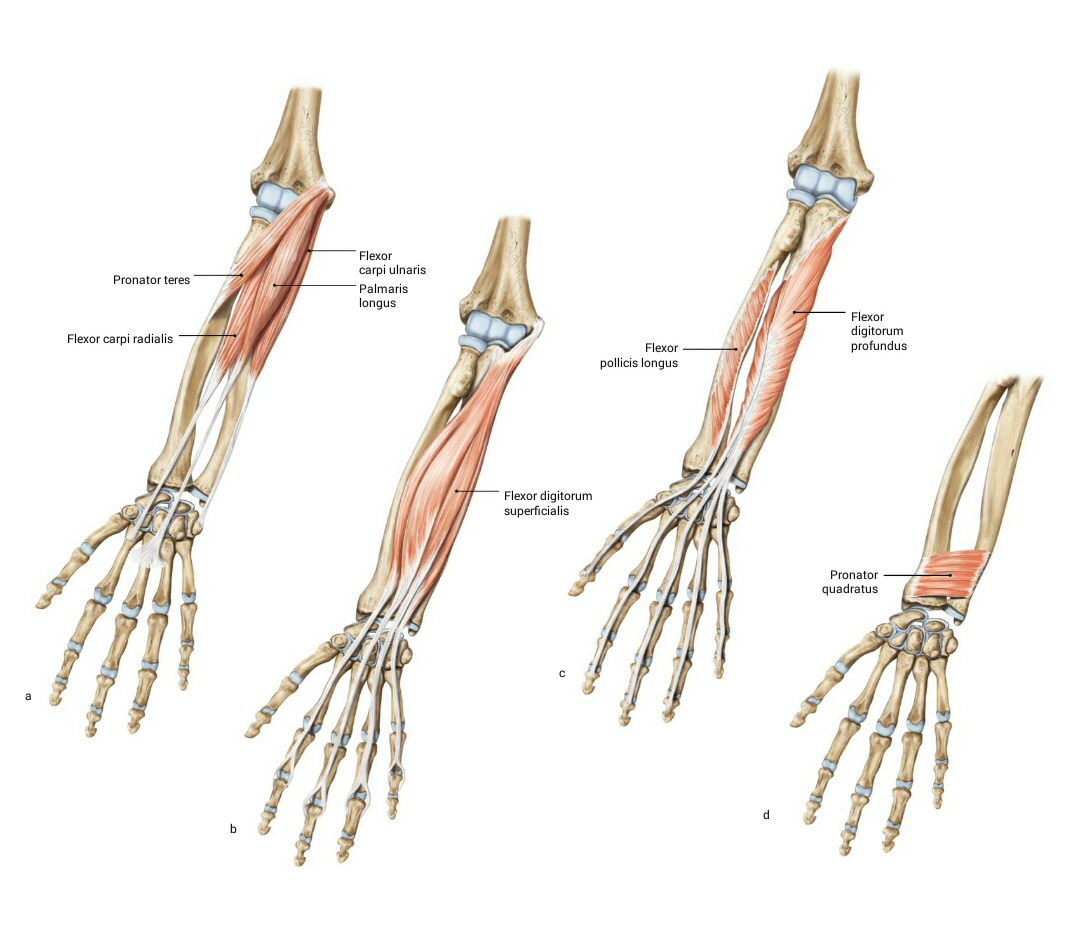 Flexor
carpi ulnaris
Pronator teres
Palmaris
longus
Flexor carpi radialis
a
Flexor digitorum
superficialis
b
Flexor
digitorum
profundus
Flexor
pollicis longus
c
Pronator
quadratus
d